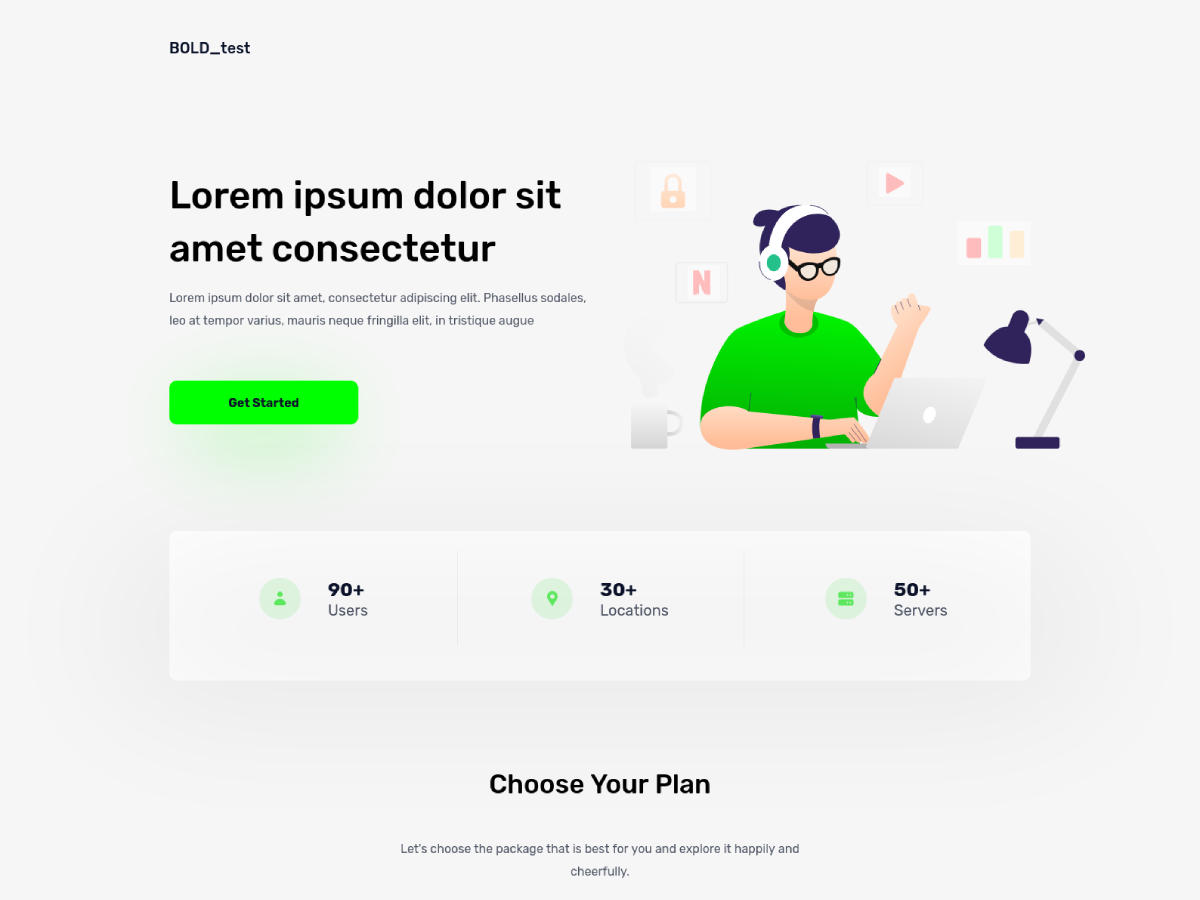 BOLD_test
Lorem ipsum dolor sit
amet consectetur
Lorem ipsum dolor sit amet, consectetur adipiscing elit. Phasellus sodales,
leo at tempor varius, mauris neque fringilla elit, in tristique augue
N
Get Started
90+
Users
30+
Locations
50+
Servers
Choose Your Plan
Let's choose the package that is best for you and explore it happily and
cheerfully.